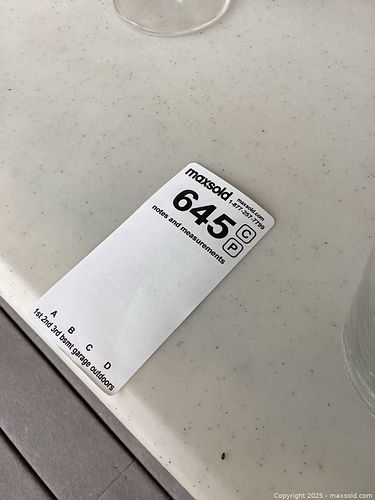 maxsold
maxsold.com
1-877-257-7799
645
C
P
notes and measurements
A B C D
1st 2nd 3rd bsmt garage outdoors
Copyright 2025 - maxsold.com